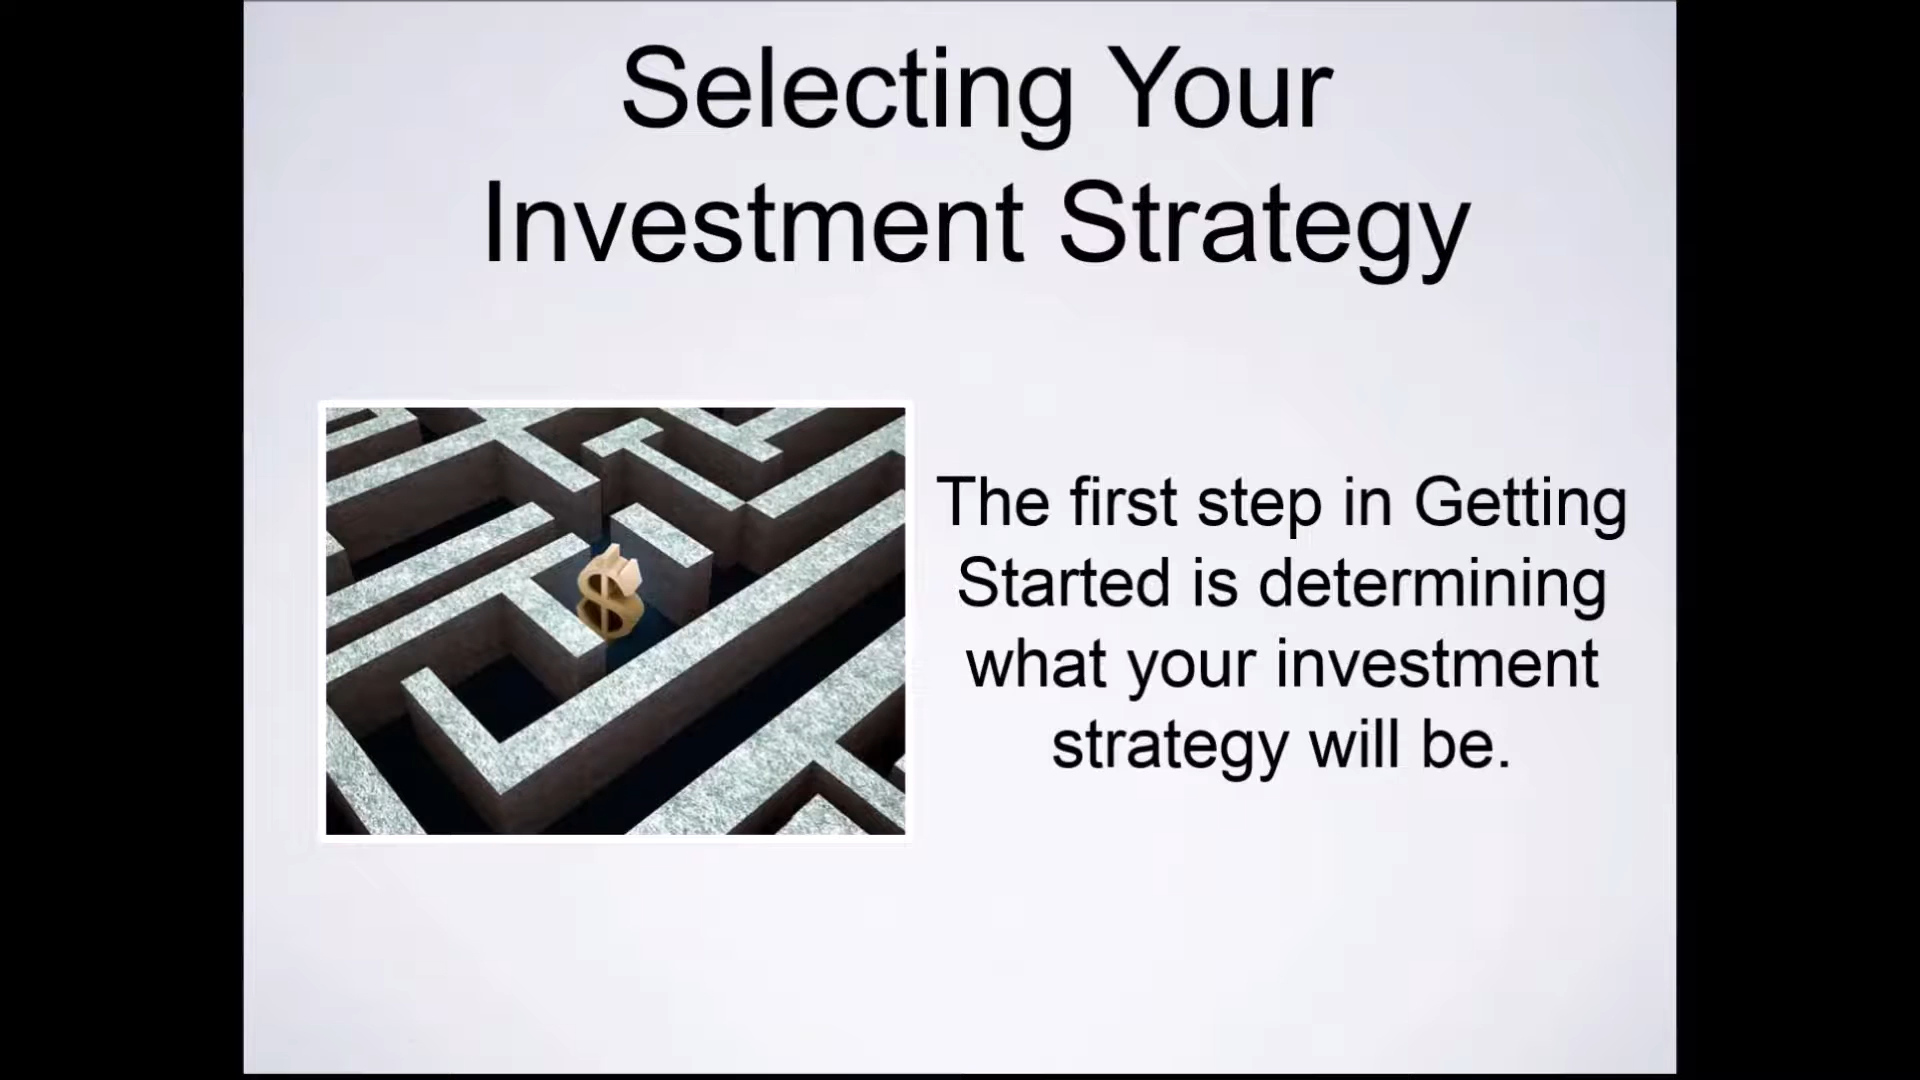 Selecting Your
Investment Strategy
The first step in Getting
Started is determining
what your investment
strategy will be.